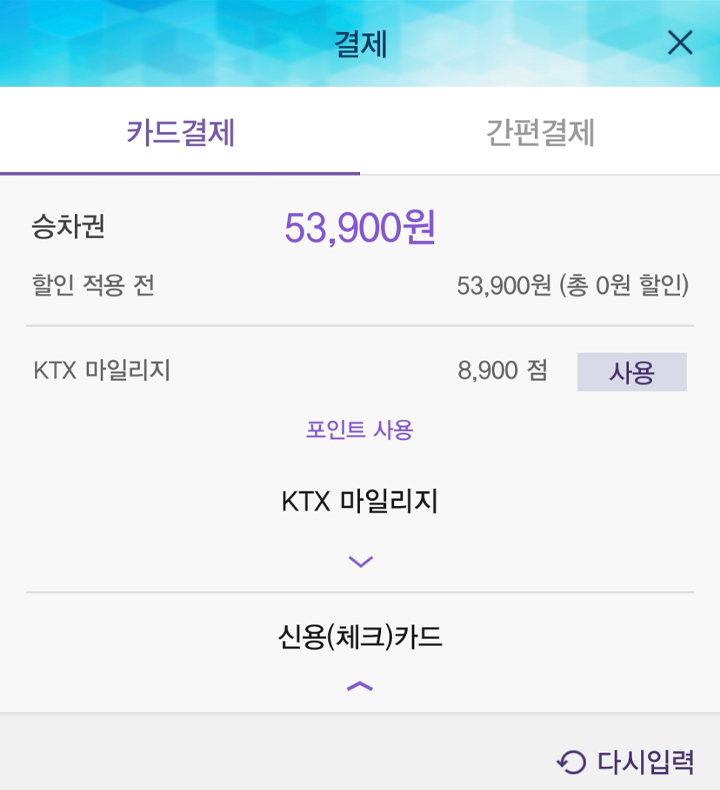 결제
카드결제 간편결제
승차권 53,900원
할인 적용 전 53,900원 (총 0원 할인)
KTX 마일리지 8,900 점 사용
포인트 사용
KTX 마일리지
신용(체크)카드
다시입력